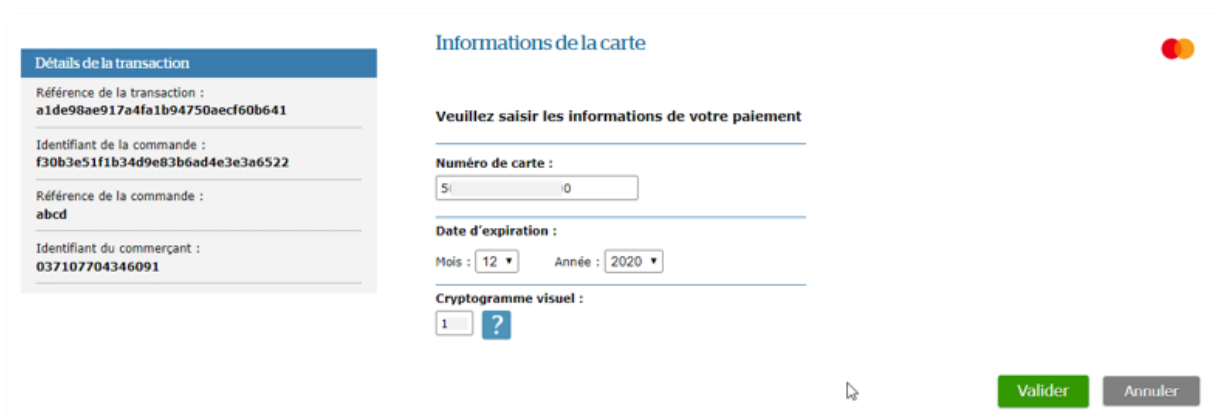 Détails de la transaction
Référence de la transaction :
a1de98ae917a4fa1b94750aecf60b641
Identifiant de la commande :
f30b3e51f1b34d9e83b6ad4e3e3a6522
Référence de la commande :
abcd
Identifiant du commerçant :
037107704346091
Informations de la carte
Veuillez saisir les informations de votre paiement
Numéro de carte :
5 0
Date d'expiration :
Mois : 12 Année : 2020
Cryptogramme visuel :
1 ?
Valider Annuler